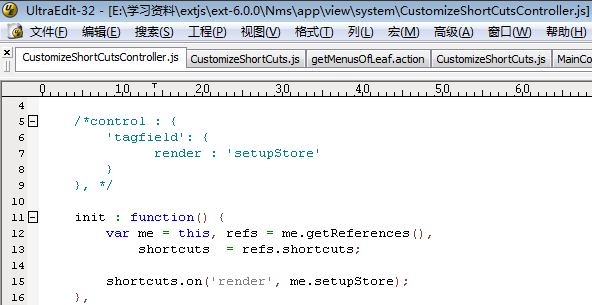 UltraEdit-32 - [E:\学习资料\extjs\ext-6.0.0\Nms\app\view\system\CustomizeShortCutsController.js]
文件(F) 编辑(E) 搜索(S) 工程(P) 视图(V) 格式(T) 列(L) 宏(M) 高级(A) 窗口(W) 帮助(H)
CustomizeShortCutsController.js CustomizeShortCuts.js getMenusOfLeaf.action CustomizeShortCuts.js MainCo
0 10 20 30 40 50 60
4
5 /*control : {
6 'tagfield': {
7 render : 'setupStore'
8 }
9 }, */
10
11 init : function() {
12 var me = this, refs = me.getReferences(),
13 shortcuts = refs.shortcuts;
14
15 shortcuts.on('render', me.setupStore);
16 },